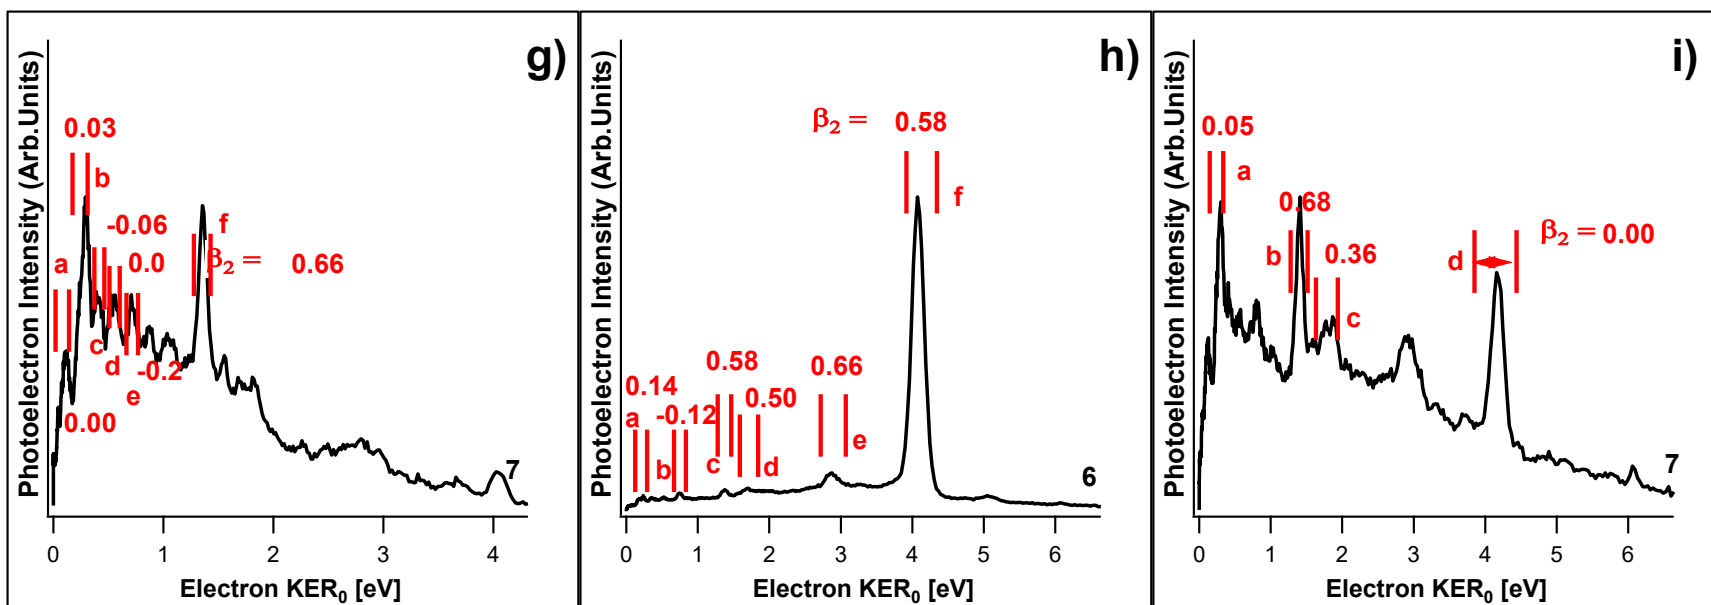 g)
Photoelectron Intensity (Arb.Units)
0.03
b
-0.06
f
a
0.0
β₂ = 0.66
c
d
-0.2
e
0.00
7
0 1 2 3 4
Electron KER₀ [eV]
h)
Photoelectron Intensity (Arb.Units)
β₂ = 0.58
f
0.58
0.66
0.14
0.50
a
-0.12
e
b
c
d
6
0 1 2 3 4 5 6
Electron KER₀ [eV]
i)
Photoelectron Intensity (Arb.Units)
0.05
a
0.68
β₂ = 0.00
b
0.36
d
c
7
0 1 2 3 4 5 6
Electron KER₀ [eV]